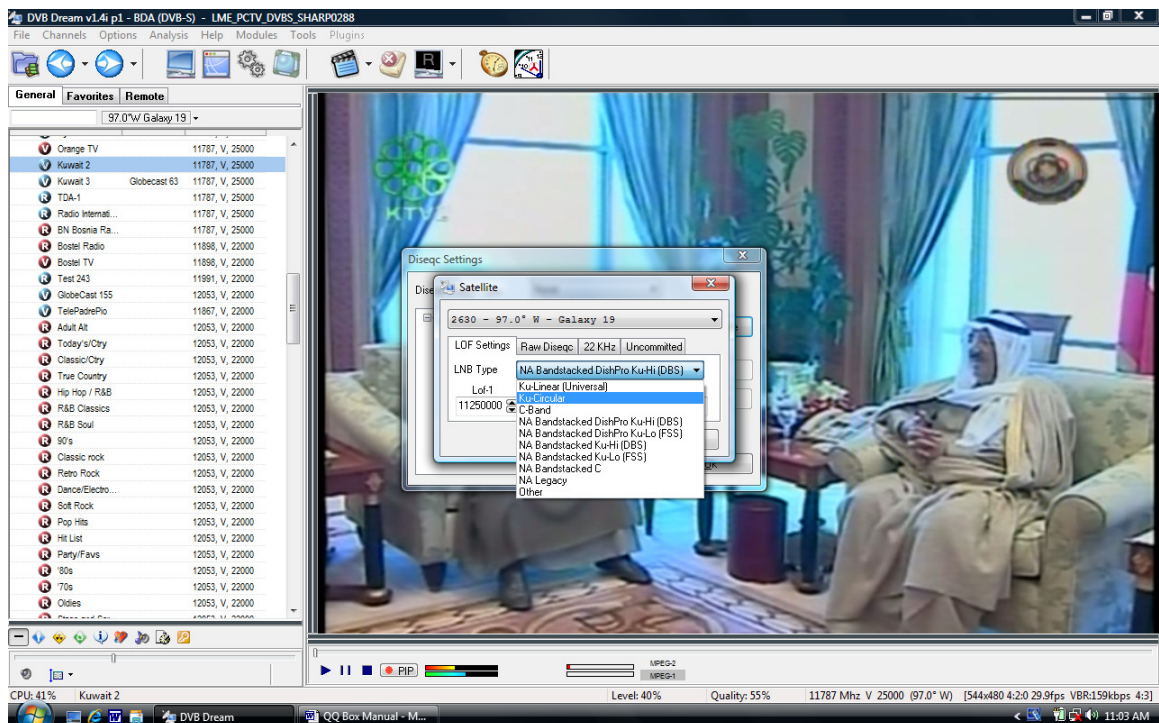 DVB Dream v1.4i p1 - BDA (DVB-S) - LME_PCTV_DVBS_SHARP0288
File Channels Options Analysis Help Modules Tools Plugins
General Favorites Remote
97.0°W Galaxy 19
Orange TV 11787, V, 25000
Kuwait 2 11787, V, 25000
Kuwait 3 Globecast 63 11787, V, 25000
TDA-1 11787, V, 25000
Radio Internati... 11787, V, 25000
BN Bosnia Ra... 11787, V, 25000
Bostel Radio 11898, V, 22000
Bostel TV 11898, V, 22000
Test 243 11991, V, 22000
GlobeCast 155 12053, V, 22000
TelePadrePio 11867, V, 22000
Adult Alt 12053, V, 22000
Today's/Ctry 12053, V, 22000
Classic/Ctry 12053, V, 22000
True Country 12053, V, 22000
Hip Hop / R&B 12053, V, 22000
R&B Classics 12053, V, 22000
R&B Soul 12053, V, 22000
90's 12053, V, 22000
Classic rock 12053, V, 22000
Retro Rock 12053, V, 22000
Dance/Electro... 12053, V, 22000
Soft Rock 12053, V, 22000
Pop Hits 12053, V, 22000
Hit List 12053, V, 22000
Party/Favs 12053, V, 22000
'80s 12053, V, 22000
'70s 12053, V, 22000
Oldies 12053, V, 22000
KTV
Diseqc Settings
Satellite
2630 - 97.0° W - Galaxy 19
LOF Settings Raw Diseqc 22 KHz Uncommitted
LNB Type NA Bandstacked DishPro Ku-Hi (DBS)
Lof-1
11250000
Ku-Linear (Universal)
Ku-Circular
C-Band
NA Bandstacked DishPro Ku-Hi (DBS)
NA Bandstacked DishPro Ku-Lo (FSS)
NA Bandstacked Ku-Hi (DBS)
NA Bandstacked Ku-Lo (FSS)
NA Bandstacked C
NA Legacy
Other
PIP
MPEG-2
MPEG-1
CPU: 41% Kuwait 2 Level: 40% Quality: 55% 11787 Mhz V 25000 (97.0° W) [544x480 4:2:0 29.9fps VBR:159kbps 4:3]
DVB Dream QQ Box Manual - M... 11:03 AM